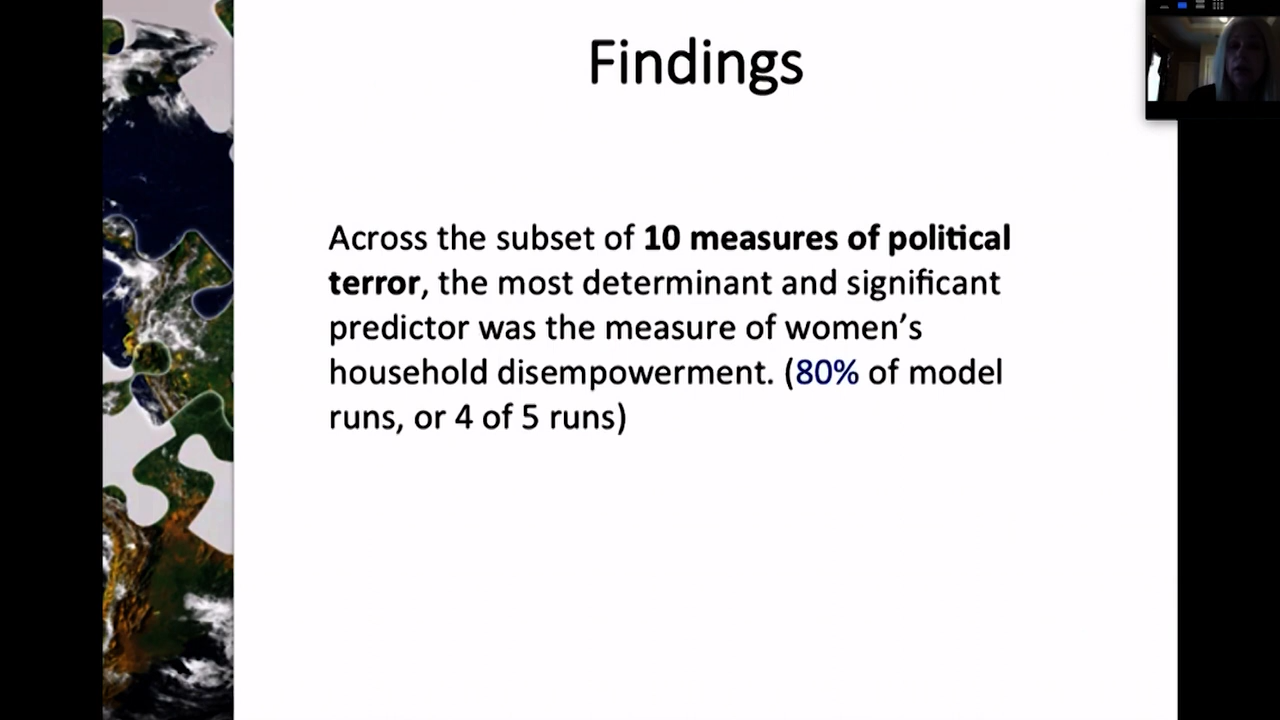 Findings
Across the subset of 10 measures of political
terror, the most determinant and significant
predictor was the measure of women’s
household disempowerment. (80% of model
runs, or 4 of 5 runs)